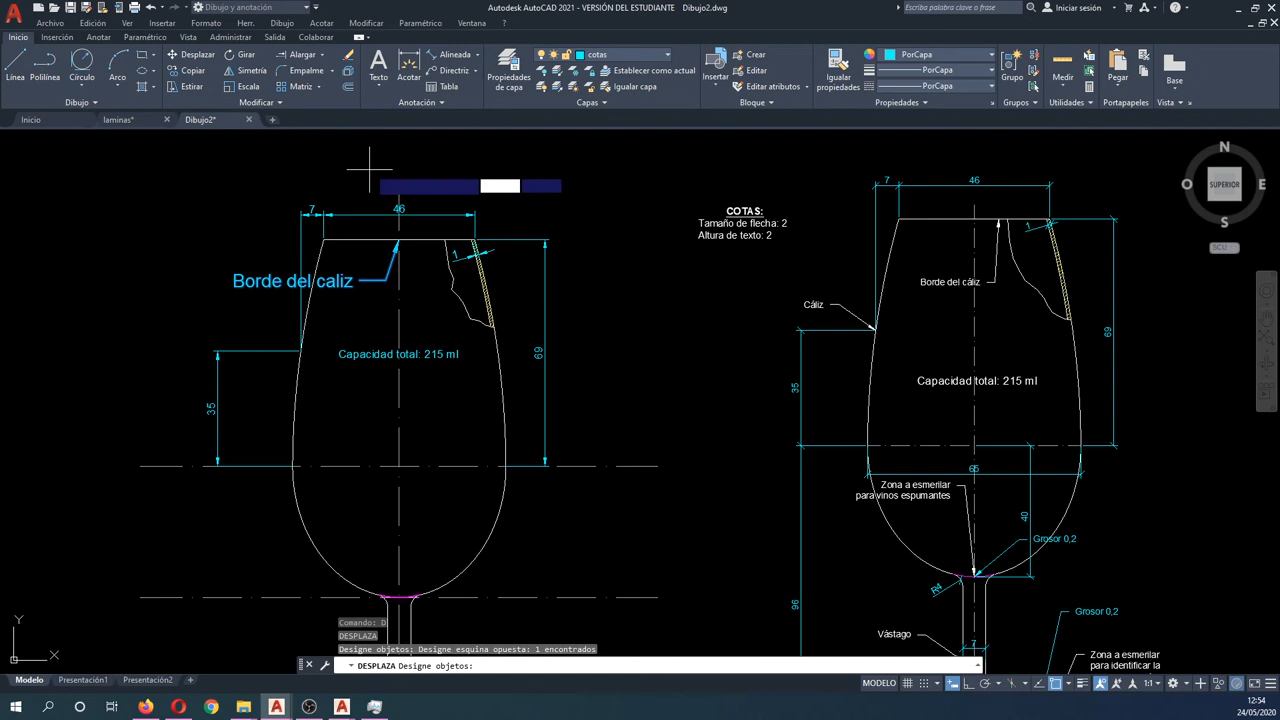 Dibujo y anotación
Autodesk AutoCAD 2021 - VERSIÓN DEL ESTUDIANTE Dibujo2.dwg
Escriba palabra clave o frase
Iniciar sesión
Archivo Edición Ver Insertar Formato Herr. Dibujo Acotar Modificar Paramétrico Ventana ?
Inicio Inserción Anotar Paramétrico Vista Administrar Salida Colaborar
Línea Polilínea Círculo Arco
Desplazar Girar Alargar
Copiar Simetría Empalme
Estirar Escala Matriz
A Texto Acotar
Alineada
Directriz
Tabla
Propiedades de capa
cotas
Establecer como actual
Igualar capa
Insertar
Crear
Editar
Editar atributos
Igualar propiedades
PorCapa
PorCapa
PorCapa
Grupo
Medir
Pegar
Base
Dibujo Modificar Anotación Capas Bloque Propiedades Grupos Utilidades Portapapeles Vista
Inicio laminas* Dibujo2*
N
O SUPERIOR E
S
SCU
7 46
Borde del caliz
1
Capacidad total: 215 ml
35
69
COTAS:
Tamaño de flecha: 2
Altura de texto: 2
7 46
1
Borde del cáliz
Cáliz
69
35
Capacidad total: 215 ml
65
Zona a esmerilar
para vinos espumantes
40
Grosor 0,2
R4
96
Grosor 0,2
Vástago
7
Zona a esmerilar
para identificar la
Y
X
Comando: D
DESPLAZA
Designe objetos: Designe esquina opuesta: 1 encontrados
DESPLAZA Designe objetos:
Modelo Presentación1 Presentación2
MODELO
1:1
12:54
24/05/2020